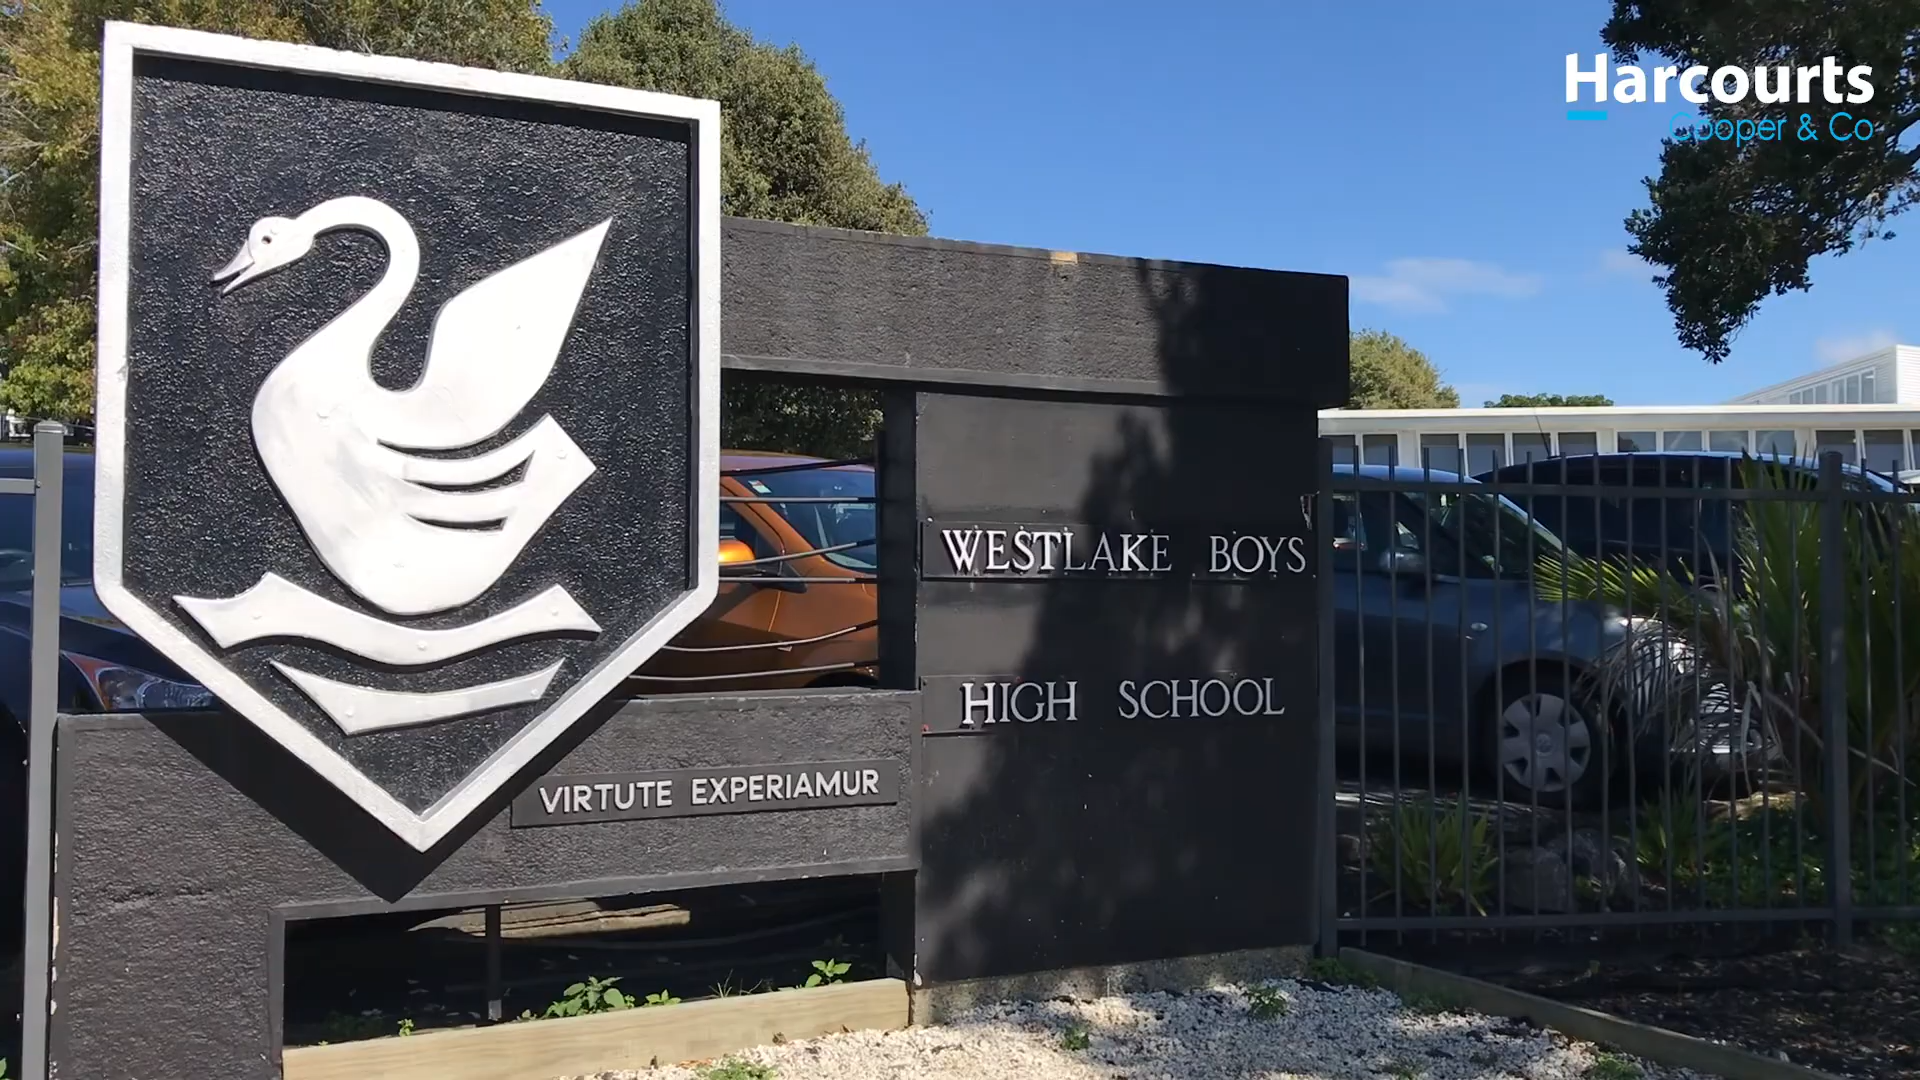 Harcourts
Cooper & Co
WESTLAKE BOYS
HIGH SCHOOL
VIRTUTE EXPERIAMUR